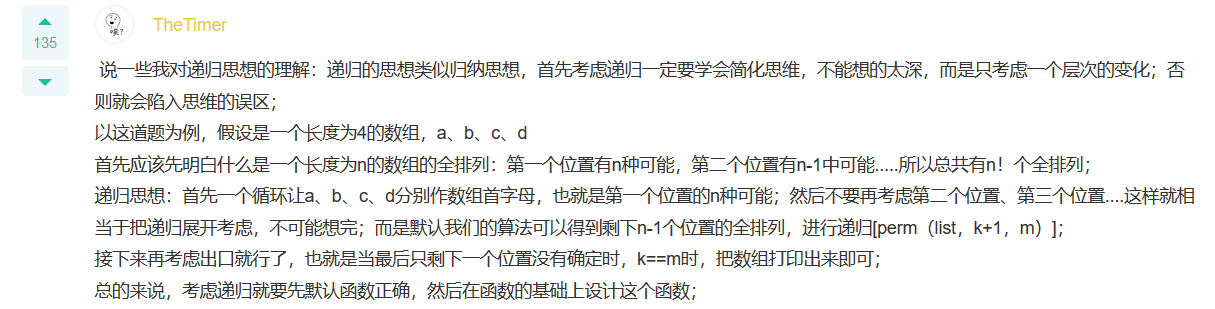 TheTimer
135
说一些我对递归思想的理解：递归的思想类似归纳思想，首先考虑递归一定要学会简化思维，不能想的太深，而是只考虑一个层次的变化；否
则就会陷入思维的误区；
以这道题为例，假设是一个长度为4的数组，a、b、c、d
首先应该先明白什么是一个长度为n的数组的全排列：第一个位置有n种可能，第二个位置有n-1中可能.....所以总共有n！个全排列；
递归思想：首先一个循环让a、b、c、d分别作数组首字母，也就是第一个位置的n种可能；然后不要再考虑第二个位置、第三个位置....这样就相
当于把递归展开考虑，不可能想完；而是默认我们的算法可以得到剩下n-1个位置的全排列，进行递归[perm（list，k+1，m）]；
接下来再考虑出口就行了，也就是当最后只剩下一个位置没有确定时，k==m时，把数组打印出来即可；
总的来说，考虑递归就要先默认函数正确，然后在函数的基础上设计这个函数；